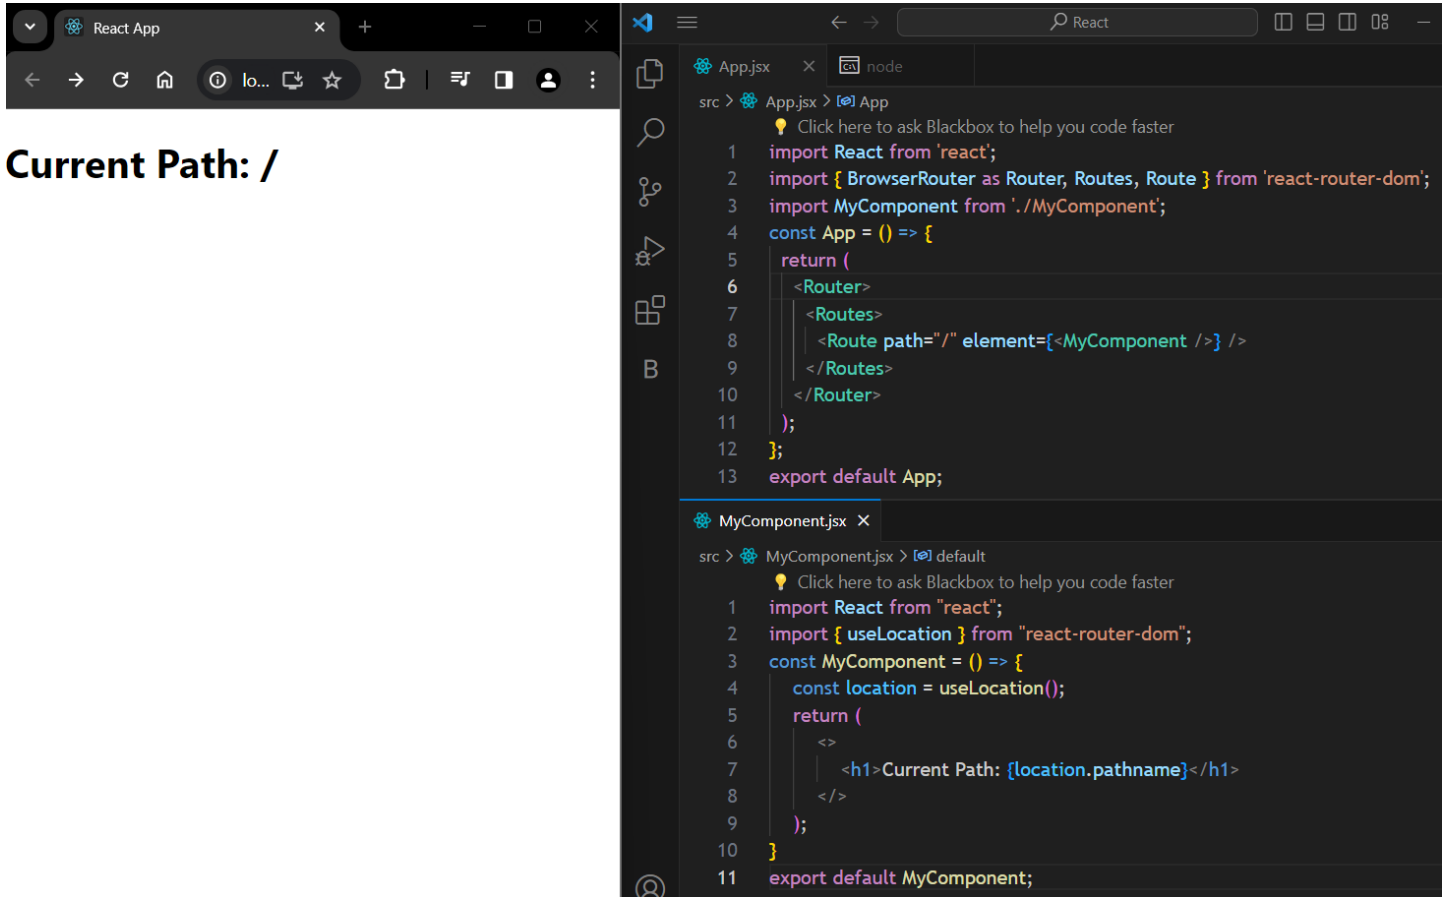 React App
lo...
Current Path: /
React
App.jsx
node
src > App.jsx > App
Click here to ask Blackbox to help you code faster
1 import React from 'react';
2 import { BrowserRouter as Router, Routes, Route } from 'react-router-dom';
3 import MyComponent from './MyComponent';
4 const App = () => {
5 return (
6 <Router>
7 <Routes>
8 <Route path="/" element={<MyComponent />} />
9 </Routes>
10 </Router>
11 );
12 };
13 export default App;
MyComponent.jsx
src > MyComponent.jsx > default
Click here to ask Blackbox to help you code faster
1 import React from "react";
2 import { useLocation } from "react-router-dom";
3 const MyComponent = () => {
4 const location = useLocation();
5 return (
6 <>
7 <h1>Current Path: {location.pathname}</h1>
8 </>
9 );
10 }
11 export default MyComponent;
B